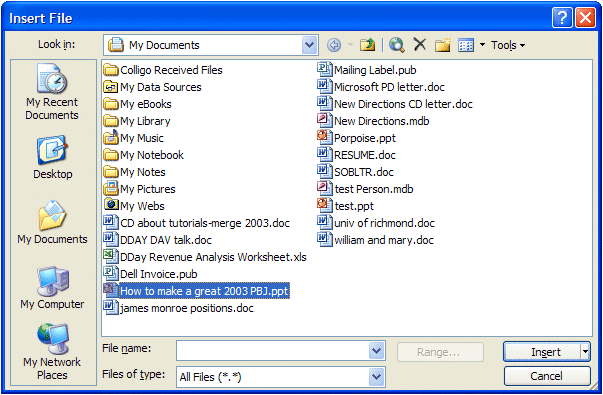 Insert File
Look in:
My Documents
Tools
My Recent
Documents
Desktop
My Documents
My Computer
My Network
Places
Colligo Received Files
My Data Sources
My eBooks
My Library
My Music
My Notebook
My Notes
My Pictures
My Webs
CD about tutorials-merge 2003.doc
DDAY DAV talk.doc
DDay Revenue Analysis Worksheet.xls
Dell Invoice.pub
How to make a great 2003 PBJ.ppt
james monroe positions.doc
Mailing Label.pub
Microsoft PD letter.doc
New Directions CD letter.doc
New Directions.mdb
Porpoise.ppt
RESUME.doc
SOBLTR.doc
test Person.mdb
test.ppt
univ of richmond.doc
william and mary.doc
File name:
Range...
Insert
Files of type:
All Files (*.*)
Cancel